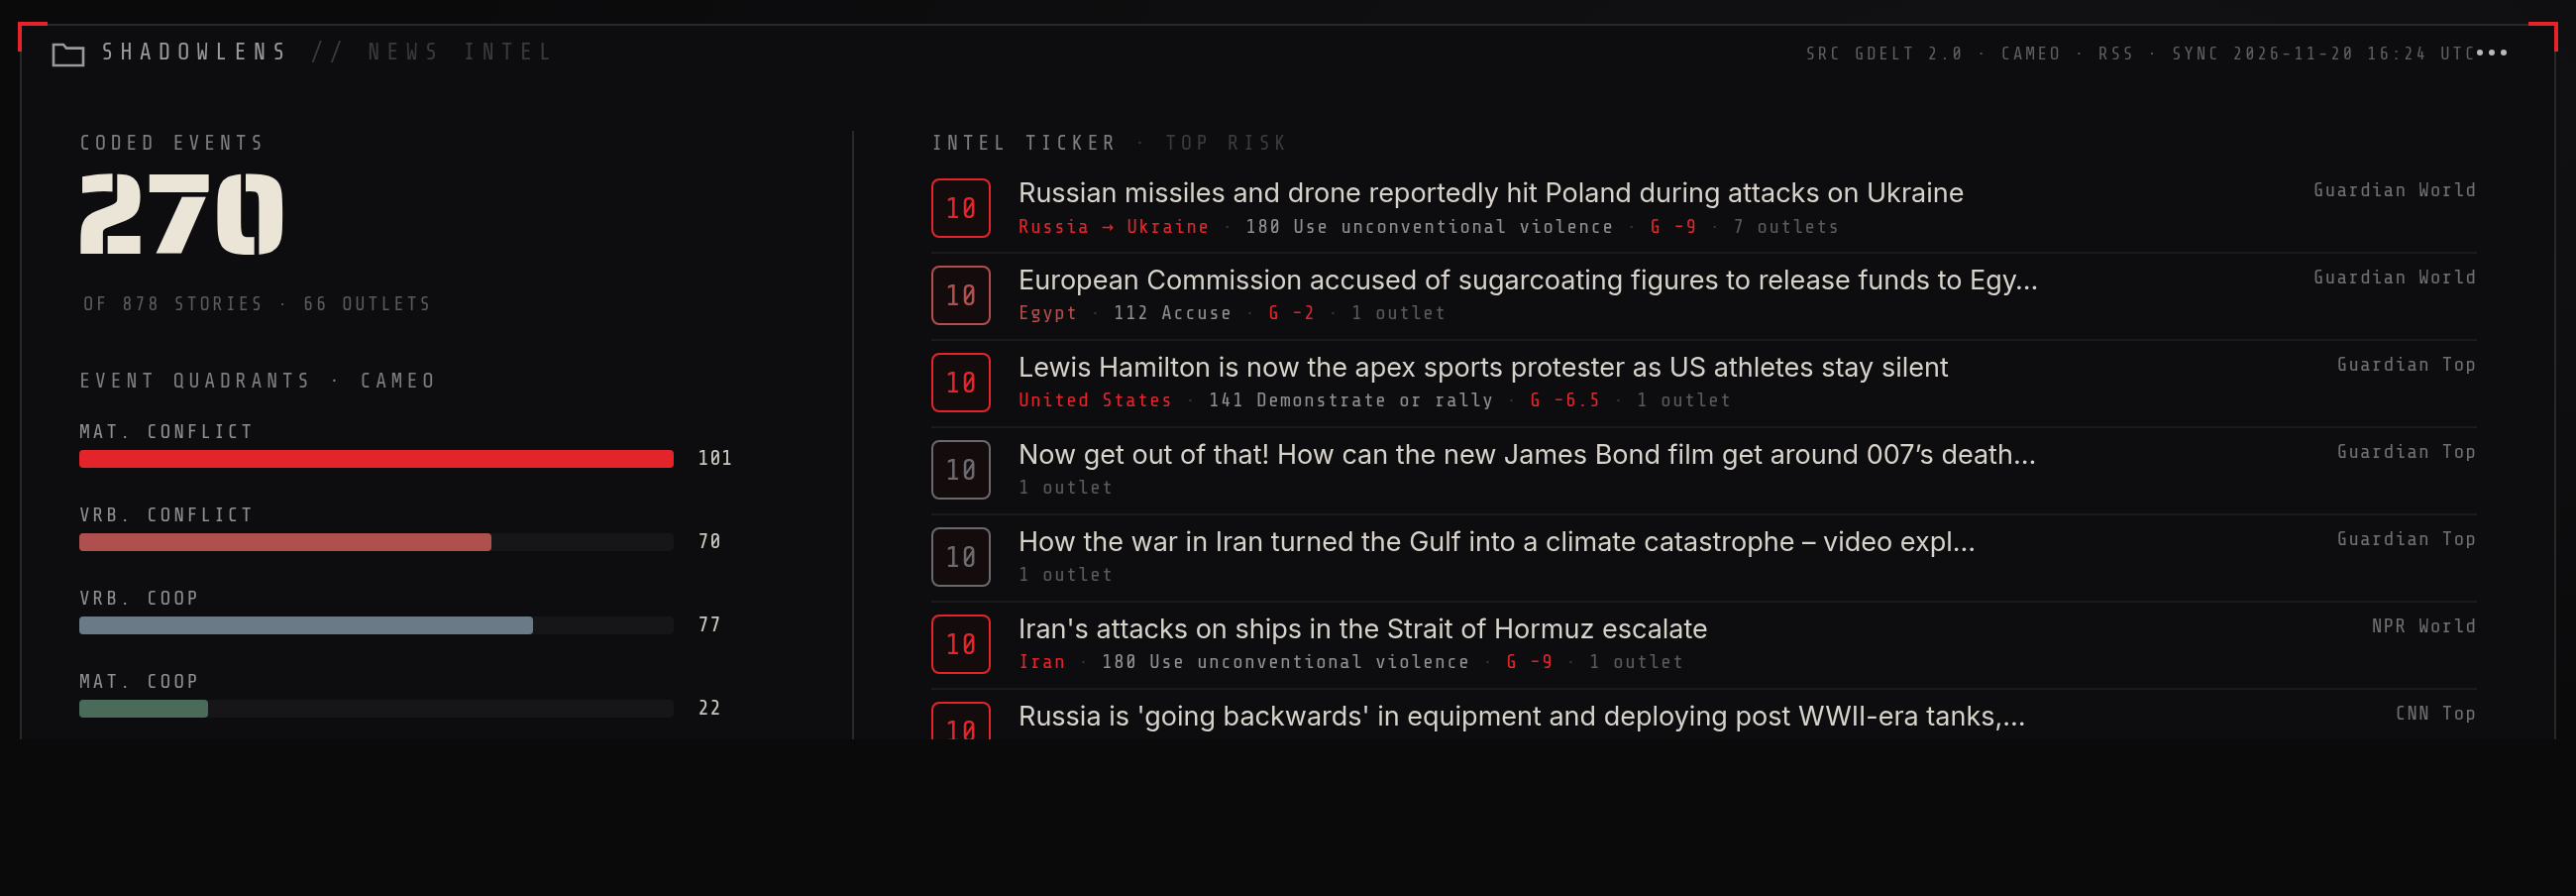 SHADOWLENS // NEWS INTEL
SRC GDELT 2.0 · CAMEO · RSS · SYNC 2026-11-20 16:24 UTC•••
CODED EVENTS
270
OF 878 STORIES · 66 OUTLETS
EVENT QUADRANTS · CAMEO
MAT. CONFLICT
101
VRB. CONFLICT
70
VRB. COOP
77
MAT. COOP
22
INTEL TICKER · TOP RISK
10 Russian missiles and drone reportedly hit Poland during attacks on Ukraine Guardian World
Russia → Ukraine · 180 Use unconventional violence · G -9 · 7 outlets
10 European Commission accused of sugarcoating figures to release funds to Egy... Guardian World
Egypt · 112 Accuse · G -2 · 1 outlet
10 Lewis Hamilton is now the apex sports protester as US athletes stay silent Guardian Top
United States · 141 Demonstrate or rally · G -6.5 · 1 outlet
10 Now get out of that! How can the new James Bond film get around 007’s death... Guardian Top
1 outlet
10 How the war in Iran turned the Gulf into a climate catastrophe – video expl... Guardian Top
1 outlet
10 Iran's attacks on ships in the Strait of Hormuz escalate NPR World
Iran · 180 Use unconventional violence · G -9 · 1 outlet
10 Russia is 'going backwards' in equipment and deploying post WWII-era tanks,... CNN Top